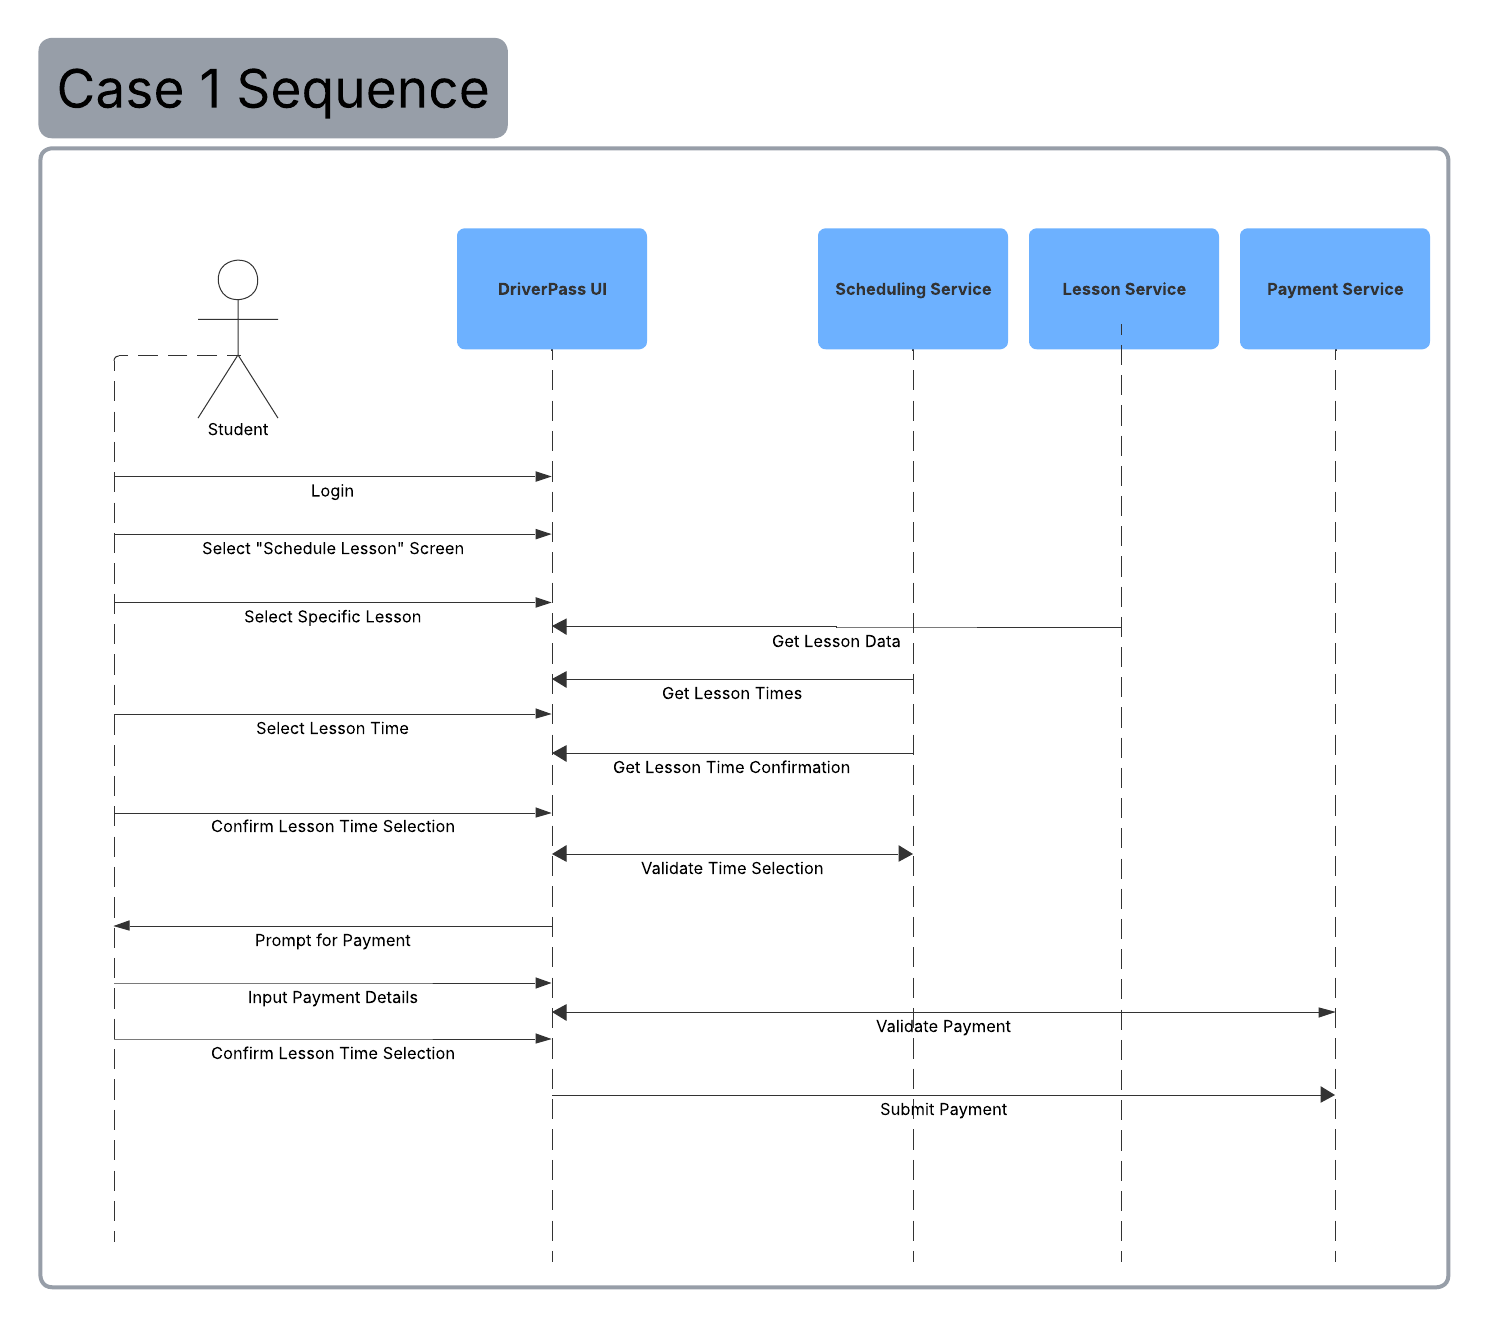 Case 1 Sequence
DriverPass UI
Scheduling Service
Lesson Service
Payment Service
Student
Login
Select "Schedule Lesson" Screen
Select Specific Lesson
Get Lesson Data
Get Lesson Times
Select Lesson Time
Get Lesson Time Confirmation
Confirm Lesson Time Selection
Validate Time Selection
Prompt for Payment
Input Payment Details
Validate Payment
Confirm Lesson Time Selection
Submit Payment